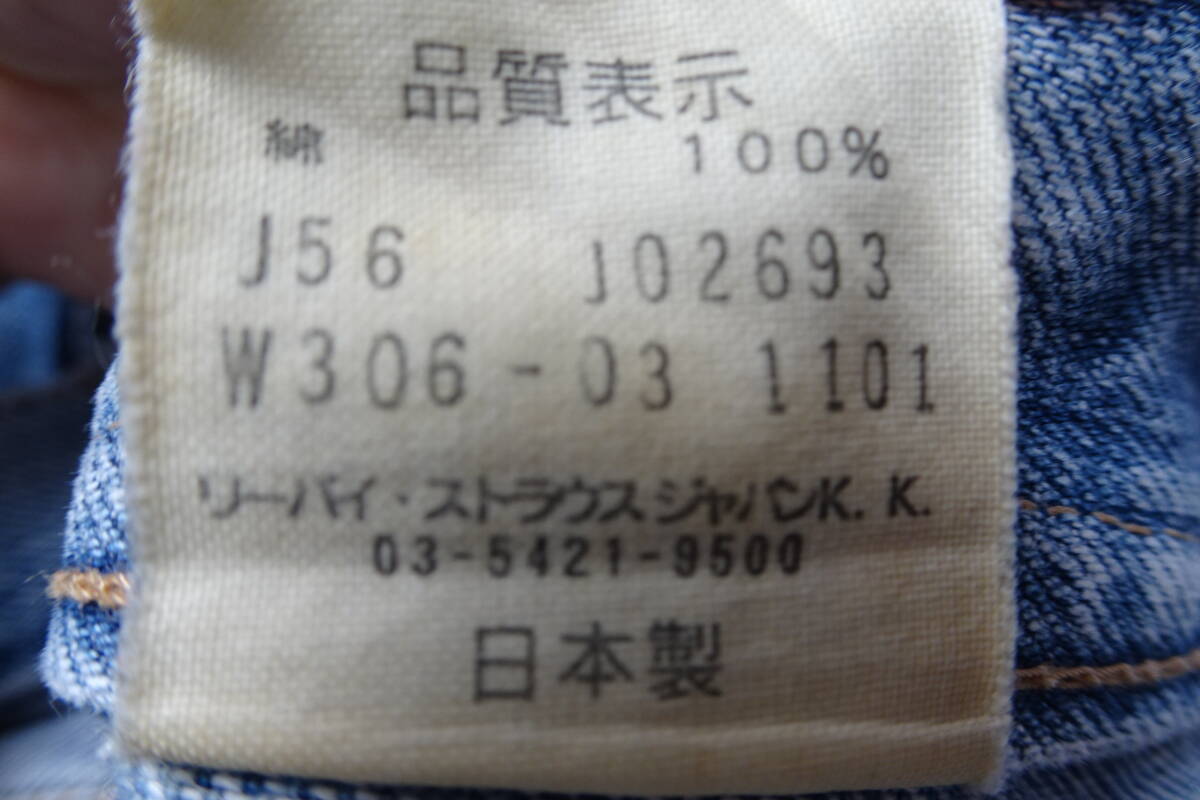 品質表示
綿 100%
J56 J02693
W306-03 1101
リーバイ・ストラウスジャパンK.K.
03-5421-9500
日本製